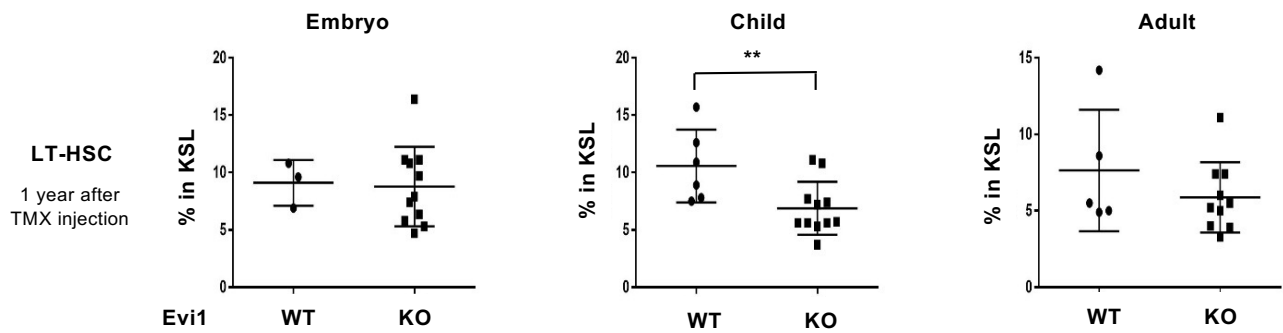 Embryo
Child
Adult
LT-HSC
1 year after
TMX injection
% in KSL
20
15
10
5
0
% in KSL
20
15
10
5
0
**
% in KSL
15
10
5
0
Evi1 WT KO
WT KO
WT KO